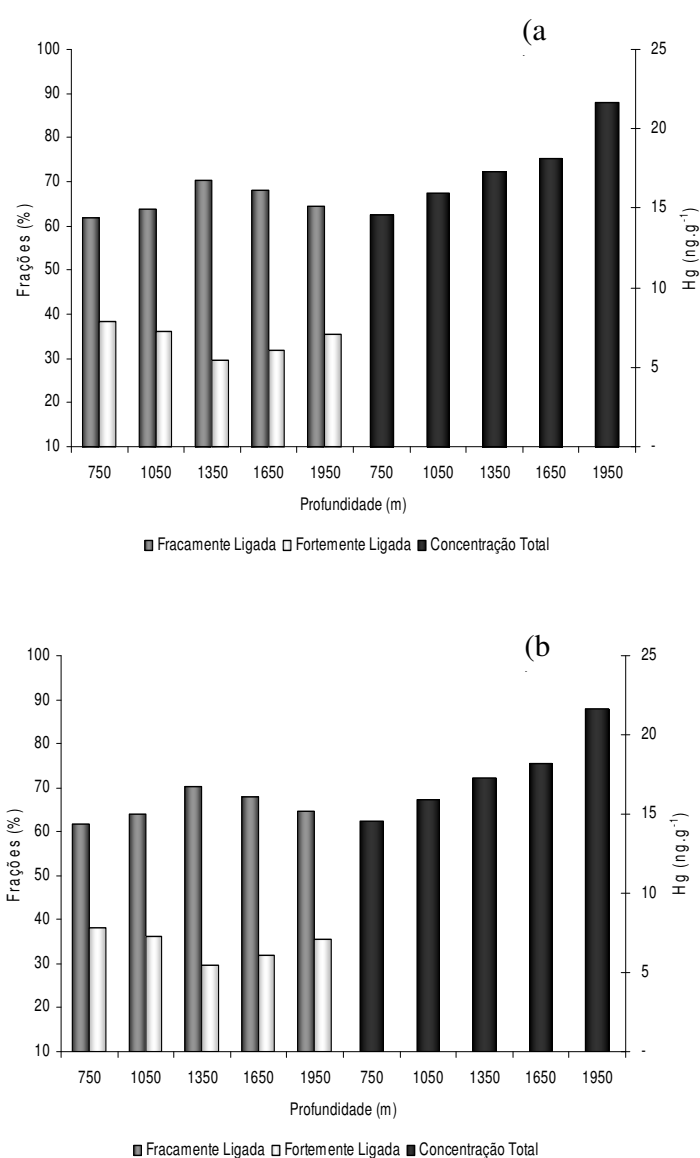 (a
100
90
80
70
60
50
40
30
20
10
Frações (%)
25
20
15
10
5
-
Hg (ng.g⁻¹)
750 1050 1350 1650 1950 750 1050 1350 1650 1950
Profundidade (m)
Fracamente Ligada Fortemente Ligada Concentração Total
(b
100
90
80
70
60
50
40
30
20
10
Frações (%)
25
20
15
10
5
-
Hg (ng.g⁻¹)
750 1050 1350 1650 1950 750 1050 1350 1650 1950
Profundidade (m)
Fracamente Ligada Fortemente Ligada Concentração Total